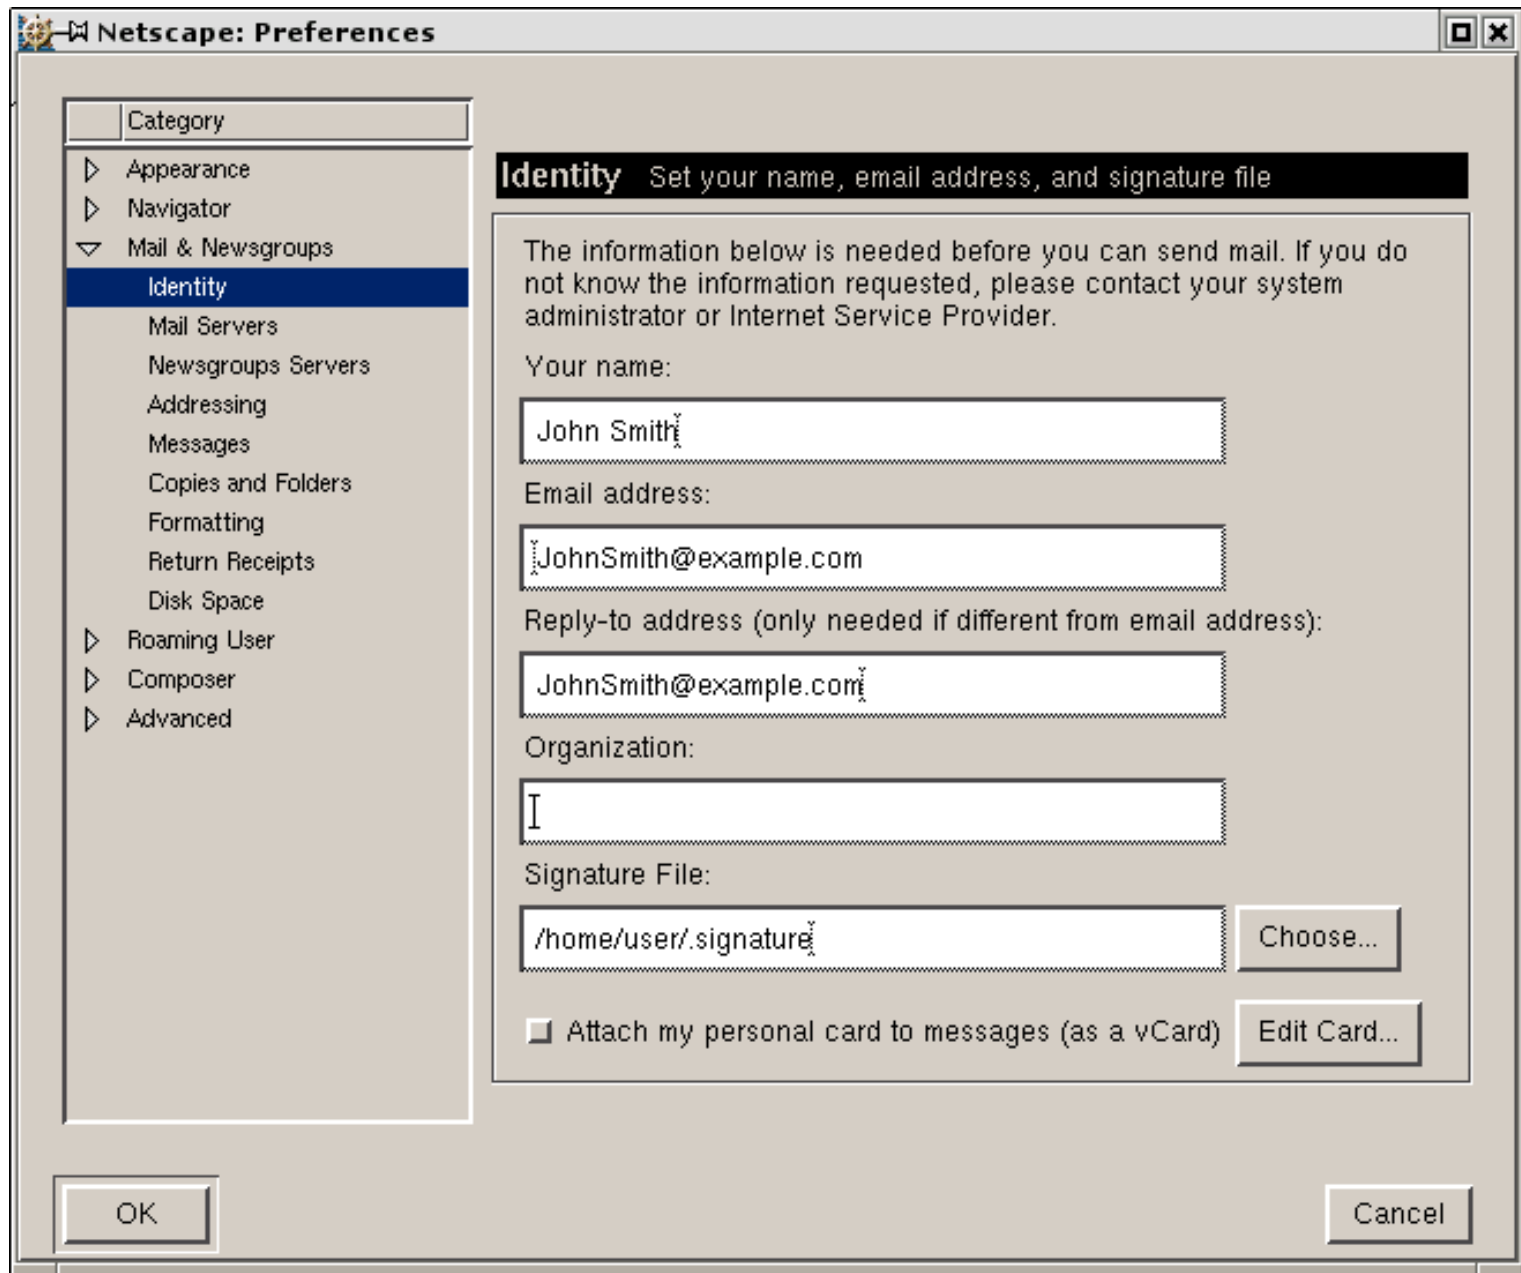 Netscape: Preferences
Category
Appearance
Navigator
Mail & Newsgroups
Identity
Mail Servers
Newsgroups Servers
Addressing
Messages
Copies and Folders
Formatting
Return Receipts
Disk Space
Roaming User
Composer
Advanced
Identity Set your name, email address, and signature file
The information below is needed before you can send mail. If you do
not know the information requested, please contact your system
administrator or Internet Service Provider.
Your name:
John Smith
Email address:
JohnSmith@example.com
Reply-to address (only needed if different from email address):
JohnSmith@example.com
Organization:
Signature File:
/home/user/.signature
Choose...
Attach my personal card to messages (as a vCard)
Edit Card...
OK
Cancel